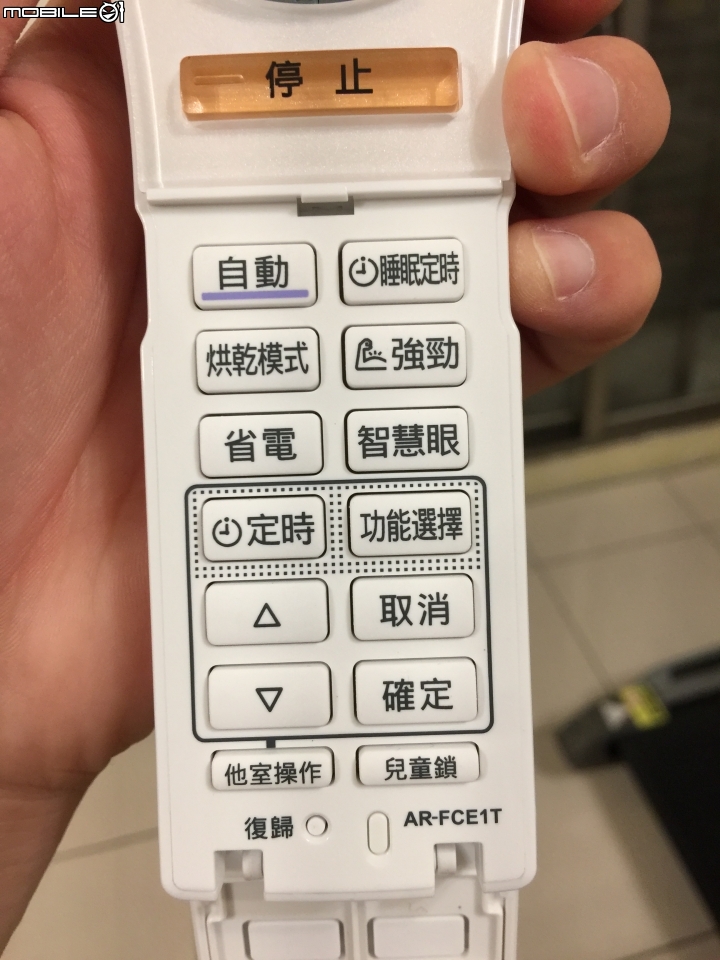 MOBILE01
停止
自動
睡眠定時
烘乾模式
強勁
省電
智慧眼
定時
功能選擇
△
取消
▽
確定
他室操作
兒童鎖
復歸
AR-FCE1T